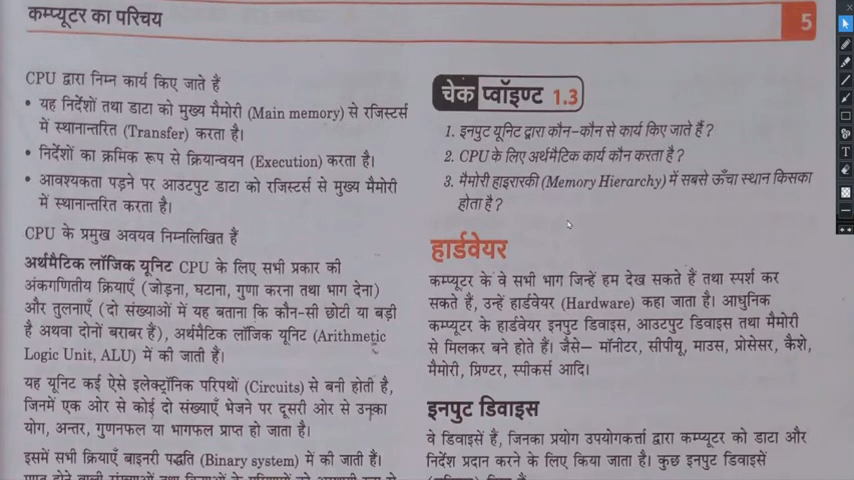 कम्प्यूटर का परिचय
5
CPU द्वारा निम्न कार्य किए जाते हैं
• यह निर्देशों तथा डाटा को मुख्य मैमोरी (Main memory) से रजिस्टर्स
में स्थानान्तरित (Transfer) करता है।
• निर्देशों का क्रमिक रूप से क्रियान्वयन (Execution) करता है।
• आवश्यकता पड़ने पर आउटपुट डाटा को रजिस्टर्स से मुख्य मैमोरी
में स्थानान्तरित करता है।
CPU के प्रमुख अवयव निम्नलिखित हैं
अर्थमैटिक लॉजिक यूनिट CPU के लिए सभी प्रकार की
अंकगणितीय क्रियाएँ (जोड़ना, घटाना, गुणा करना तथा भाग देना)
और तुलनाएँ (दो संख्याओं में यह बताना कि कौन-सी छोटी या बड़ी
है अथवा दोनों बराबर हैं), अर्थमैटिक लॉजिक यूनिट (Arithmetic
Logic Unit, ALU) में की जाती हैं।
यह यूनिट कई ऐसे इलेक्ट्रॉनिक परिपथों (Circuits) से बनी होती है,
जिनमें एक ओर से कोई दो संख्याएँ भेजने पर दूसरी ओर से उनका
योग, अन्तर, गुणनफल या भागफल प्राप्त हो जाता है।
इसमें सभी क्रियाएँ बाइनरी पद्धति (Binary system) में की जाती हैं।
चेक प्वॉइण्ट 1.3
1. इनपुट यूनिट द्वारा कौन-कौन से कार्य किए जाते हैं?
2. CPU के लिए अर्थमैटिक कार्य कौन करता है?
3. मैमोरी हाइरारकी (Memory Hierarchy) में सबसे ऊँचा स्थान किसका
होता है?
हार्डवेयर
कम्प्यूटर के वे सभी भाग जिन्हें हम देख सकते हैं तथा स्पर्श कर
सकते हैं, उन्हें हार्डवेयर (Hardware) कहा जाता है। आधुनिक
कम्प्यूटर के हार्डवेयर इनपुट डिवाइस, आउटपुट डिवाइस तथा मैमोरी
से मिलकर बने होते हैं। जैसे– मॉनीटर, सीपीयू, माउस, प्रोसेसर, कैशे,
मैमोरी, प्रिण्टर, स्पीकर्स आदि।
इनपुट डिवाइस
वे डिवाइसें हैं, जिनका प्रयोग उपयोगकर्त्ता द्वारा कम्प्यूटर को डाटा और
निर्देश प्रदान करने के लिए किया जाता है। कुछ इनपुट डिवाइसें